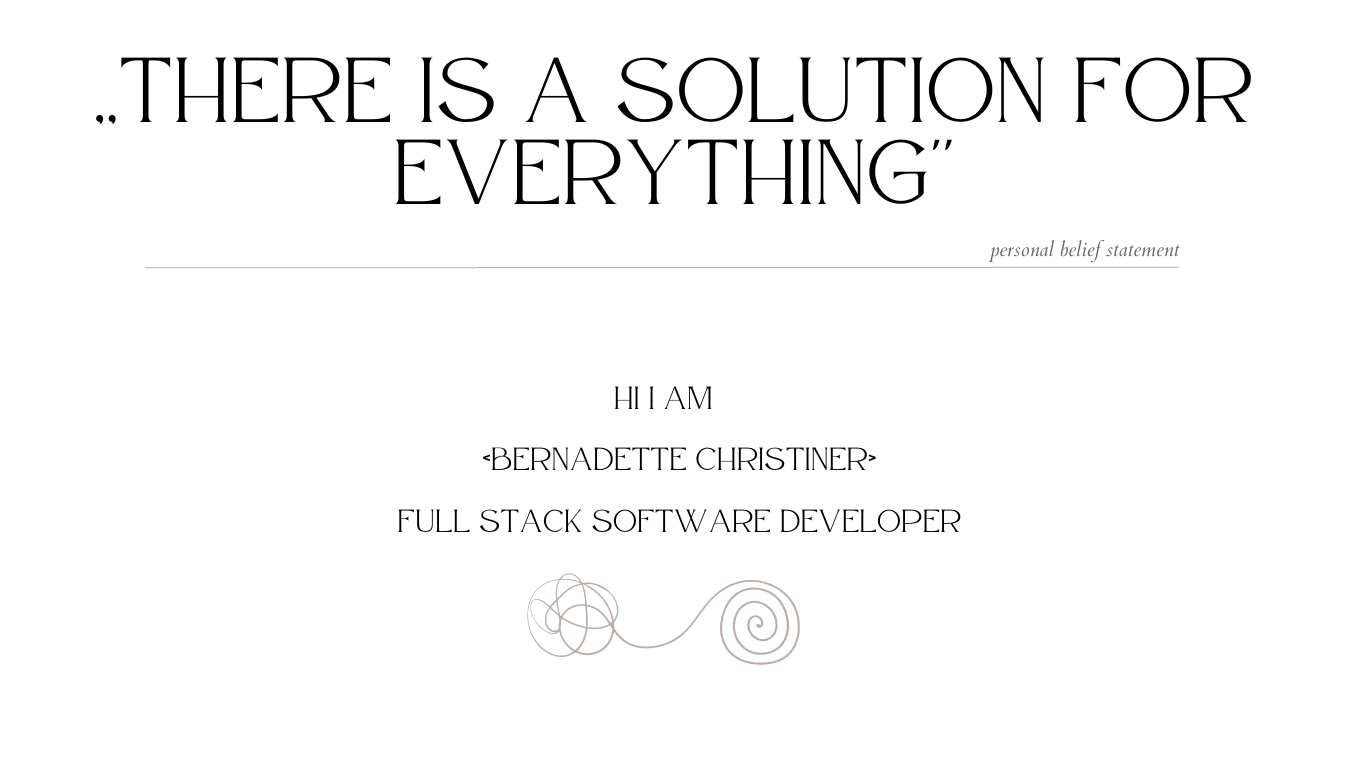 „THERE IS A SOLUTION FOR
EVERYTHING”
personal belief statement
HI I AM
<BERNADETTE CHRISTINER>
FULL STACK SOFTWARE DEVELOPER